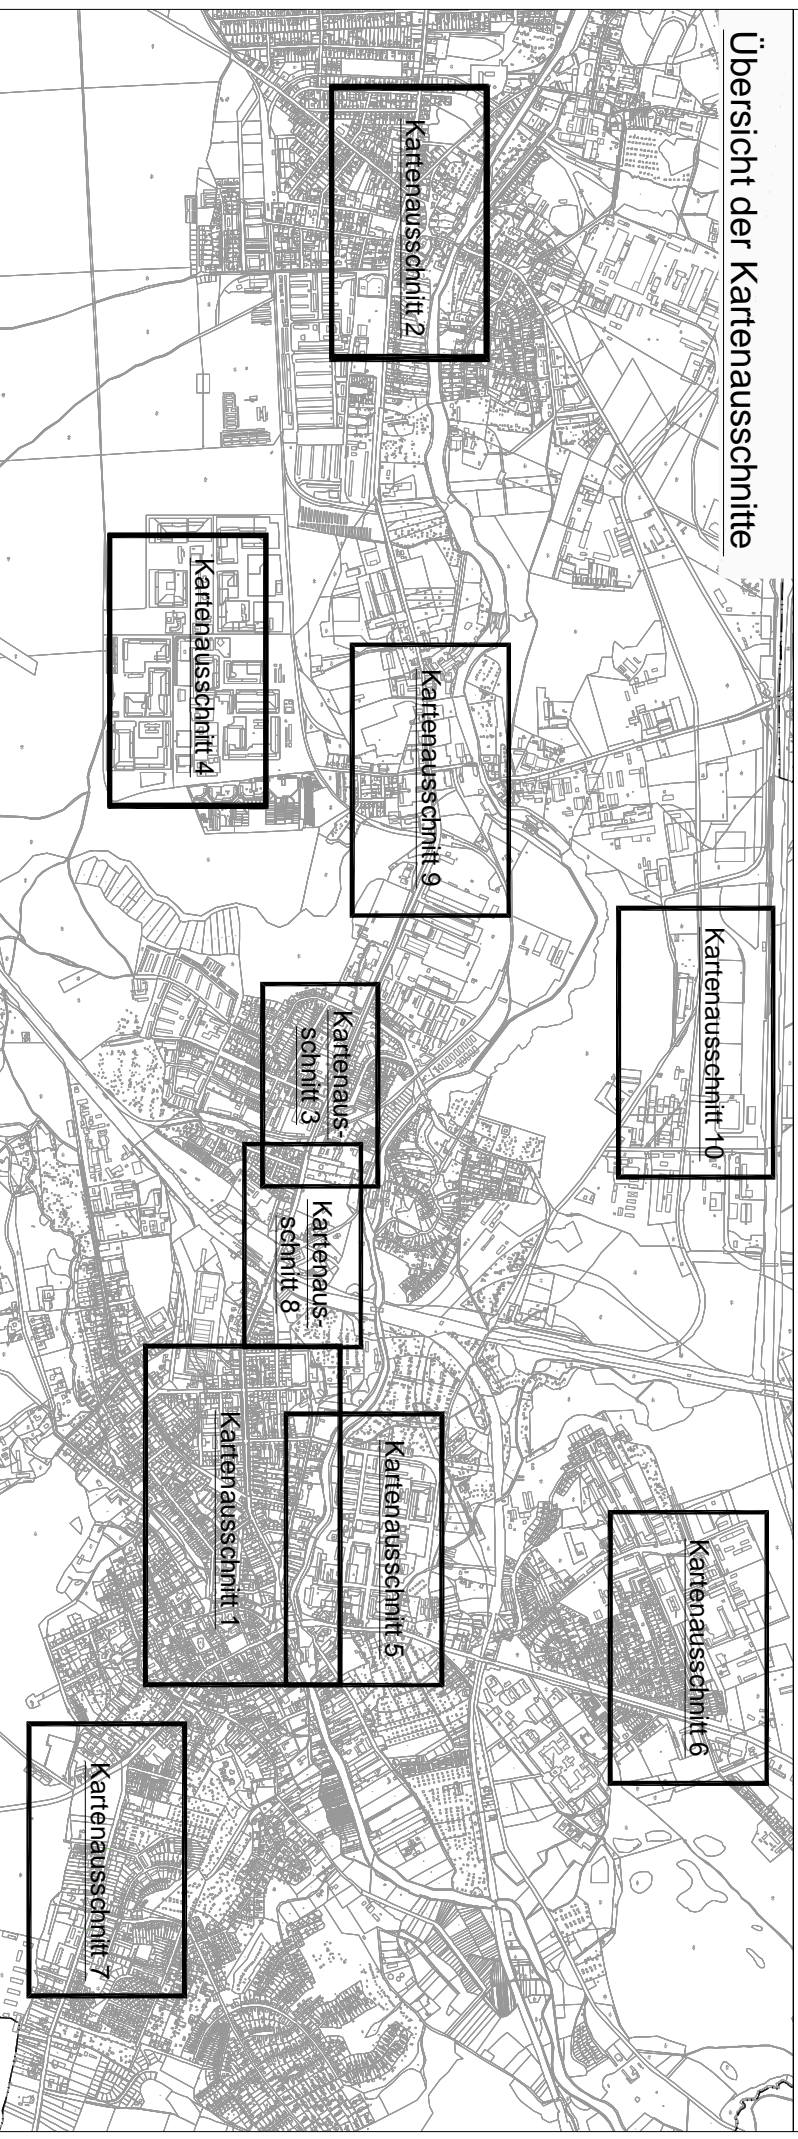 Übersicht der Kartenausschnitte
Kartenausschnitt 2
Kartenausschnitt 4
Kartenausschnitt 9
Kartenausschnitt 10
Kartenaus-
schnitt 3
Kartenaus-
schnitt 8
Kartenausschnitt 1
Kartenausschnitt 5
Kartenausschnitt 6
Kartenausschnitt 7